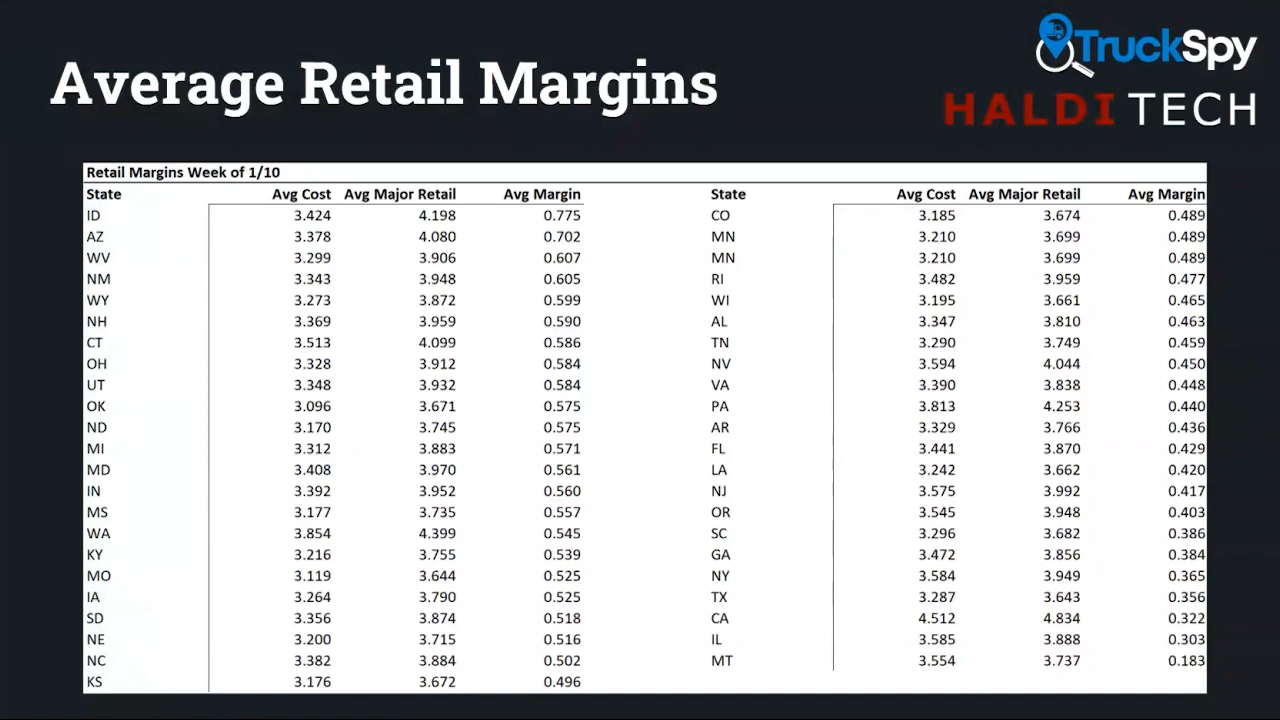 Average Retail Margins
TruckSpy
HALDI TECH
Retail Margins Week of 1/10
State Avg Cost Avg Major Retail Avg Margin State Avg Cost Avg Major Retail Avg Margin
ID 3.424 4.198 0.775 CO 3.185 3.674 0.489
AZ 3.378 4.080 0.702 MN 3.210 3.699 0.489
WV 3.299 3.906 0.607 MN 3.210 3.699 0.489
NM 3.343 3.948 0.605 RI 3.482 3.959 0.477
WY 3.273 3.872 0.599 WI 3.195 3.661 0.465
NH 3.369 3.959 0.590 AL 3.347 3.810 0.463
CT 3.513 4.099 0.586 TN 3.290 3.749 0.459
OH 3.328 3.912 0.584 NV 3.594 4.044 0.450
UT 3.348 3.932 0.584 VA 3.390 3.838 0.448
OK 3.096 3.671 0.575 PA 3.813 4.253 0.440
ND 3.170 3.745 0.575 AR 3.329 3.766 0.436
MI 3.312 3.883 0.571 FL 3.441 3.870 0.429
MD 3.408 3.970 0.561 LA 3.242 3.662 0.420
IN 3.392 3.952 0.560 NJ 3.575 3.992 0.417
MS 3.177 3.735 0.557 OR 3.545 3.948 0.403
WA 3.854 4.399 0.545 SC 3.296 3.682 0.386
KY 3.216 3.755 0.539 GA 3.472 3.856 0.384
MO 3.119 3.644 0.525 NY 3.584 3.949 0.365
IA 3.264 3.790 0.525 TX 3.287 3.643 0.356
SD 3.356 3.874 0.518 CA 4.512 4.834 0.322
NE 3.200 3.715 0.516 IL 3.585 3.888 0.303
NC 3.382 3.884 0.502 MT 3.554 3.737 0.183
KS 3.176 3.672 0.496